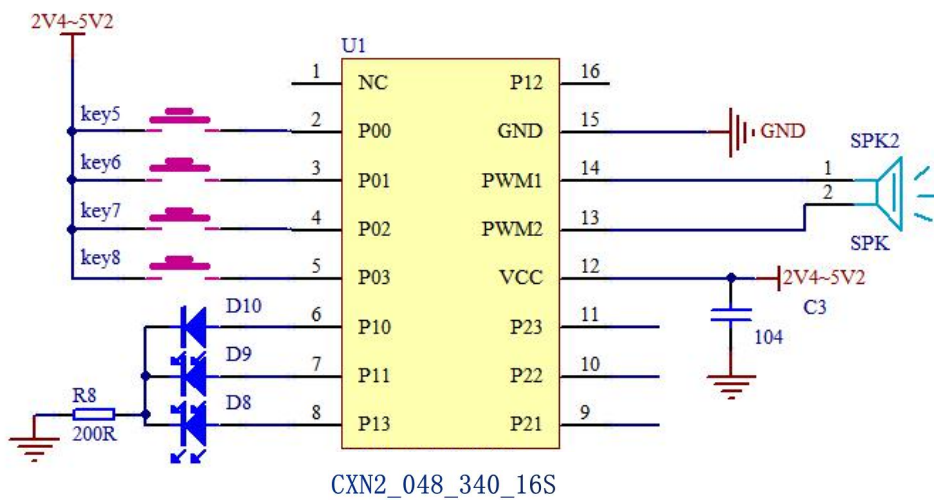 2V4~5V2
U1
1 NC P12 16
key5
2 P00 GND 15 GND
key6
3 P01 PWM1 14 1 SPK2
key7
4 P02 PWM2 13 2 SPK
key8
5 P03 VCC 12 2V4~5V2
C3
104
D10
6 P10 P23 11
D9
7 P11 P22 10
D8
8 P13 P21 9
R8
200R
CXN2_048_340_16S